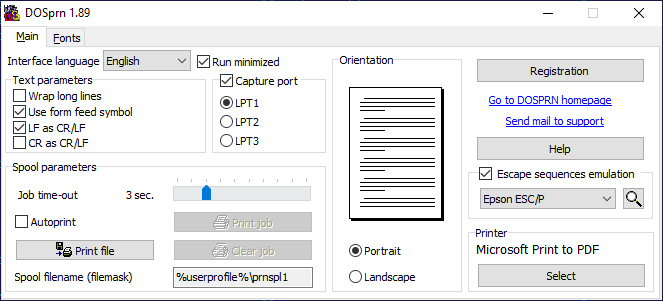 DOSprn 1.89
Main Fonts
Interface language English Run minimized
Text parameters
Wrap long lines
Use form feed symbol
LF as CR/LF
CR as CR/LF
Capture port
LPT1
LPT2
LPT3
Spool parameters
Job time-out 3 sec.
Autoprint Print job
Print file Clear job
Spool filename (filemask) %userprofile%\prnspl1
Orientation
Portrait
Landscape
Registration
Go to DOSPRN homepage
Send mail to support
Help
Escape sequences emulation
Epson ESC/P
Printer
Microsoft Print to PDF
Select